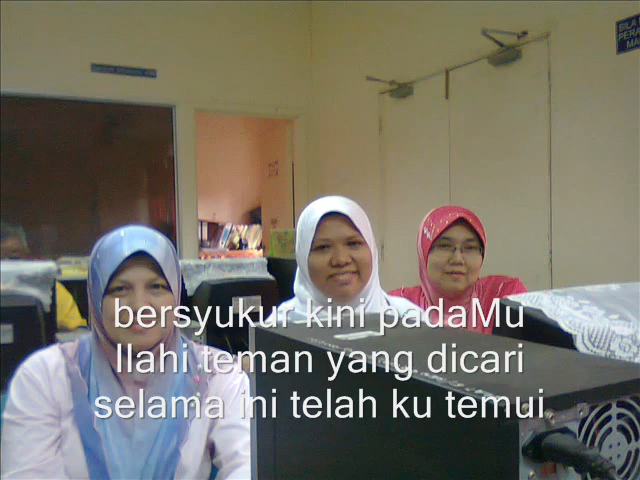 bersyukur kini padaMu
Ilahi teman yang dicari
selama ini telah ku temui